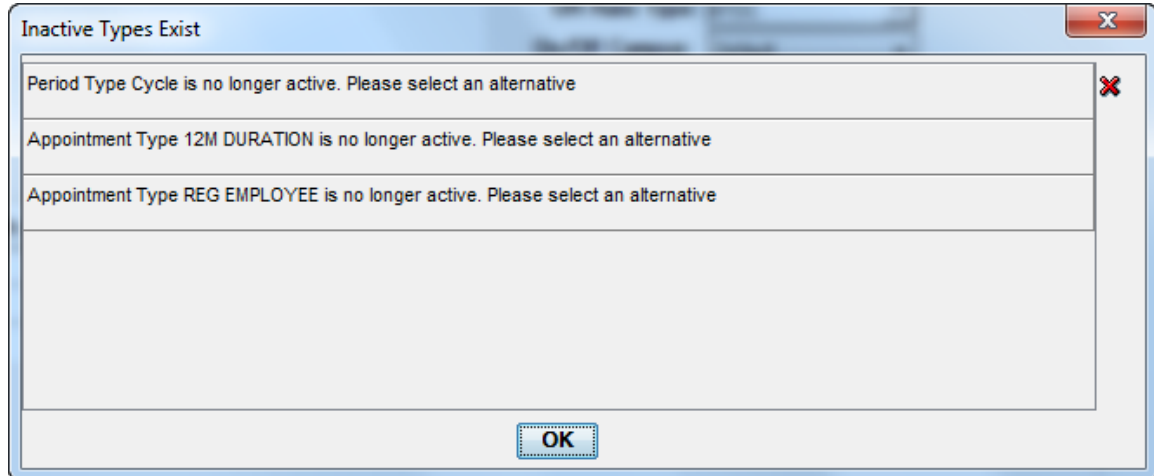 Inactive Types Exist
Period Type Cycle is no longer active. Please select an alternative
Appointment Type 12M DURATION is no longer active. Please select an alternative
Appointment Type REG EMPLOYEE is no longer active. Please select an alternative
OK